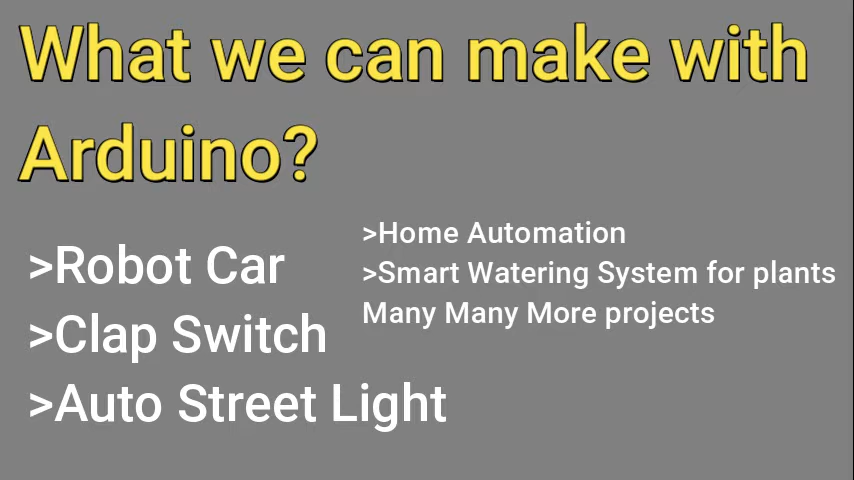 What we can make with
Arduino?
>Robot Car
>Clap Switch
>Auto Street Light
>Home Automation
>Smart Watering System for plants
Many Many More projects